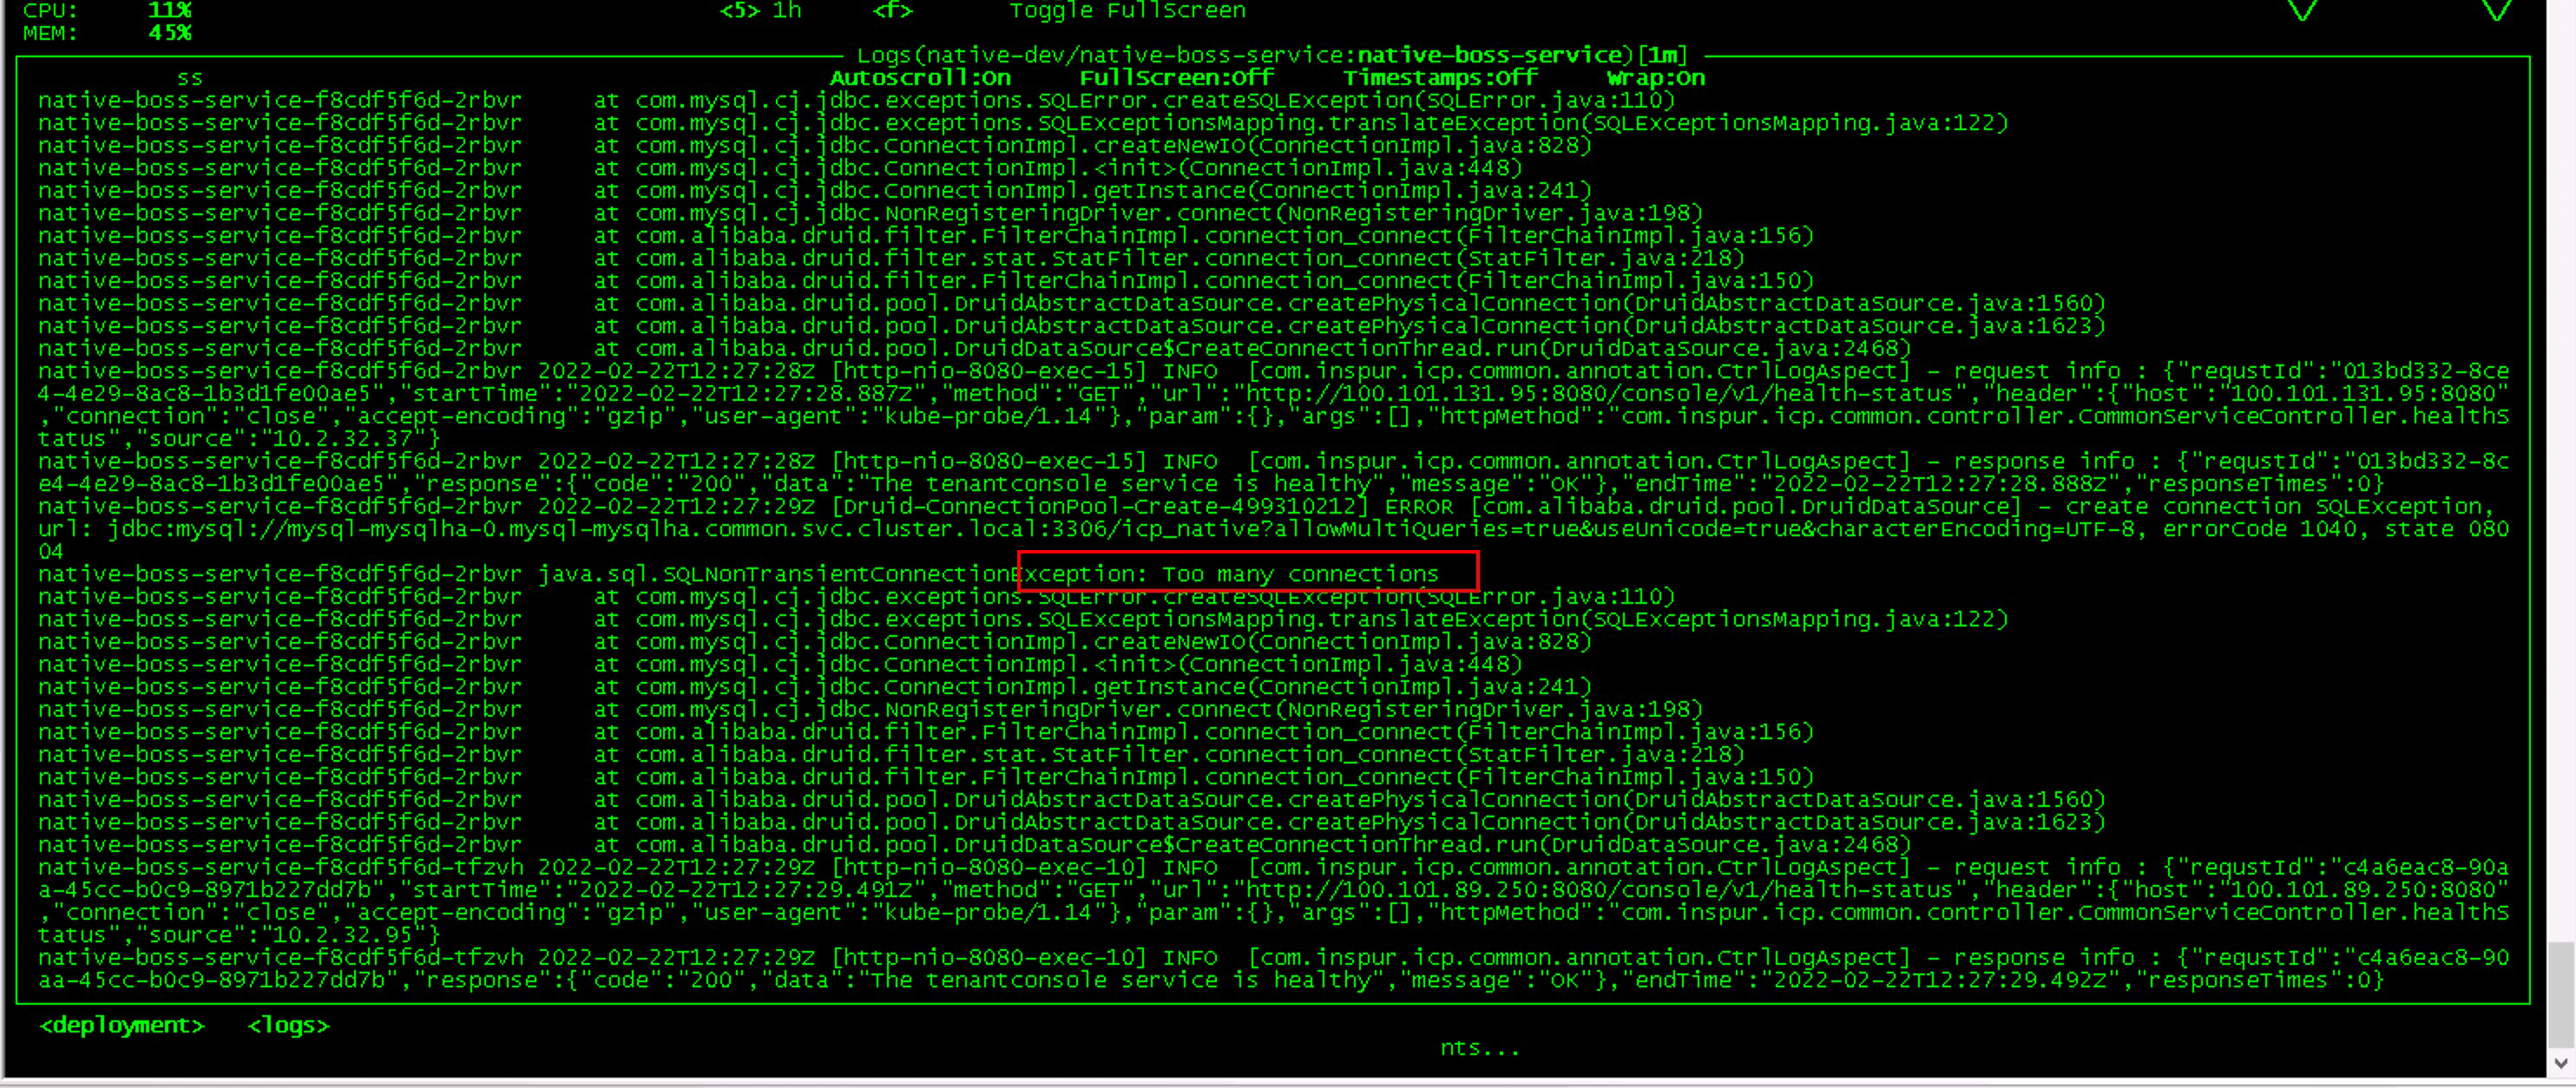 CPU: 11% <5> 1h <f> Toggle FullScreen
MEM: 45%
Logs(native-dev/native-boss-service:native-boss-service)[1m]
ss Autoscroll:On FullScreen:Off Timestamps:Off Wrap:On
native-boss-service-f8cdf5f6d-2rbvr at com.mysql.cj.jdbc.exceptions.SQLError.createSQLException(SQLError.java:110)
native-boss-service-f8cdf5f6d-2rbvr at com.mysql.cj.jdbc.exceptions.SQLExceptionsMapping.translateException(SQLExceptionsMapping.java:122)
native-boss-service-f8cdf5f6d-2rbvr at com.mysql.cj.jdbc.ConnectionImpl.createNewIO(ConnectionImpl.java:828)
native-boss-service-f8cdf5f6d-2rbvr at com.mysql.cj.jdbc.ConnectionImpl.<init>(ConnectionImpl.java:448)
native-boss-service-f8cdf5f6d-2rbvr at com.mysql.cj.jdbc.ConnectionImpl.getInstance(ConnectionImpl.java:241)
native-boss-service-f8cdf5f6d-2rbvr at com.mysql.cj.jdbc.NonRegisteringDriver.connect(NonRegisteringDriver.java:198)
native-boss-service-f8cdf5f6d-2rbvr at com.alibaba.druid.filter.FilterChainImpl.connection_connect(FilterChainImpl.java:156)
native-boss-service-f8cdf5f6d-2rbvr at com.alibaba.druid.filter.stat.StatFilter.connection_connect(StatFilter.java:218)
native-boss-service-f8cdf5f6d-2rbvr at com.alibaba.druid.filter.FilterChainImpl.connection_connect(FilterChainImpl.java:150)
native-boss-service-f8cdf5f6d-2rbvr at com.alibaba.druid.pool.DruidAbstractDataSource.createPhysicalConnection(DruidAbstractDataSource.java:1560)
native-boss-service-f8cdf5f6d-2rbvr at com.alibaba.druid.pool.DruidAbstractDataSource.createPhysicalConnection(DruidAbstractDataSource.java:1623)
native-boss-service-f8cdf5f6d-2rbvr at com.alibaba.druid.pool.DruidDataSource$CreateConnectionThread.run(DruidDataSource.java:2468)
native-boss-service-f8cdf5f6d-2rbvr 2022-02-22T12:27:28Z [http-nio-8080-exec-15] INFO [com.inspur.icp.common.annotation.CtrlLogAspect] - request info : {"requstId":"013bd332-8ce
4-4e29-8ac8-1b3d1fe00ae5","startTime":"2022-02-22T12:27:28.887Z","method":"GET","url":"http://100.101.131.95:8080/console/v1/health-status","header":{"host":"100.101.131.95:8080"
,"connection":"close","accept-encoding":"gzip","user-agent":"kube-probe/1.14"},"param":{},"args":[],"httpMethod":"com.inspur.icp.common.controller.CommonServiceController.healthS
tatus","source":"10.2.32.37"}
native-boss-service-f8cdf5f6d-2rbvr 2022-02-22T12:27:28Z [http-nio-8080-exec-15] INFO [com.inspur.icp.common.annotation.CtrlLogAspect] - response info : {"requstId":"013bd332-8c
e4-4e29-8ac8-1b3d1fe00ae5","response":{"code":"200","data":"The tenantconsole service is healthy","message":"OK"},"endTime":"2022-02-22T12:27:28.888Z","responseTimes":0}
native-boss-service-f8cdf5f6d-2rbvr 2022-02-22T12:27:29Z [Druid-ConnectionPool-Create-499310212] ERROR [com.alibaba.druid.pool.DruidDataSource] - create connection SQLException,
url: jdbc:mysql://mysql-mysqlha-0.mysql-mysqlha.common.svc.cluster.local:3306/icp_native?allowMultiQueries=true&useUnicode=true&characterEncoding=UTF-8, errorCode 1040, state 080
04
native-boss-service-f8cdf5f6d-2rbvr java.sql.SQLNonTransientConnectionException: Too many connections
native-boss-service-f8cdf5f6d-2rbvr at com.mysql.cj.jdbc.exceptions.SQLError.createSQLException(SQLError.java:110)
native-boss-service-f8cdf5f6d-2rbvr at com.mysql.cj.jdbc.exceptions.SQLExceptionsMapping.translateException(SQLExceptionsMapping.java:122)
native-boss-service-f8cdf5f6d-2rbvr at com.mysql.cj.jdbc.ConnectionImpl.createNewIO(ConnectionImpl.java:828)
native-boss-service-f8cdf5f6d-2rbvr at com.mysql.cj.jdbc.ConnectionImpl.<init>(ConnectionImpl.java:448)
native-boss-service-f8cdf5f6d-2rbvr at com.mysql.cj.jdbc.ConnectionImpl.getInstance(ConnectionImpl.java:241)
native-boss-service-f8cdf5f6d-2rbvr at com.mysql.cj.jdbc.NonRegisteringDriver.connect(NonRegisteringDriver.java:198)
native-boss-service-f8cdf5f6d-2rbvr at com.alibaba.druid.filter.FilterChainImpl.connection_connect(FilterChainImpl.java:156)
native-boss-service-f8cdf5f6d-2rbvr at com.alibaba.druid.filter.stat.StatFilter.connection_connect(StatFilter.java:218)
native-boss-service-f8cdf5f6d-2rbvr at com.alibaba.druid.filter.FilterChainImpl.connection_connect(FilterChainImpl.java:150)
native-boss-service-f8cdf5f6d-2rbvr at com.alibaba.druid.pool.DruidAbstractDataSource.createPhysicalConnection(DruidAbstractDataSource.java:1560)
native-boss-service-f8cdf5f6d-2rbvr at com.alibaba.druid.pool.DruidAbstractDataSource.createPhysicalConnection(DruidAbstractDataSource.java:1623)
native-boss-service-f8cdf5f6d-2rbvr at com.alibaba.druid.pool.DruidDataSource$CreateConnectionThread.run(DruidDataSource.java:2468)
native-boss-service-f8cdf5f6d-tfzvh 2022-02-22T12:27:29Z [http-nio-8080-exec-10] INFO [com.inspur.icp.common.annotation.CtrlLogAspect] - request info : {"requstId":"c4a6eac8-90a
a-45cc-b0c9-8971b227dd7b","startTime":"2022-02-22T12:27:29.491Z","method":"GET","url":"http://100.101.89.250:8080/console/v1/health-status","header":{"host":"100.101.89.250:8080"
,"connection":"close","accept-encoding":"gzip","user-agent":"kube-probe/1.14"},"param":{},"args":[],"httpMethod":"com.inspur.icp.common.controller.CommonServiceController.healthS
tatus","source":"10.2.32.95"}
native-boss-service-f8cdf5f6d-tfzvh 2022-02-22T12:27:29Z [http-nio-8080-exec-10] INFO [com.inspur.icp.common.annotation.CtrlLogAspect] - response info : {"requstId":"c4a6eac8-90
aa-45cc-b0c9-8971b227dd7b","response":{"code":"200","data":"The tenantconsole service is healthy","message":"OK"},"endTime":"2022-02-22T12:27:29.492Z","responseTimes":0}
<deployment> <logs>
nts...